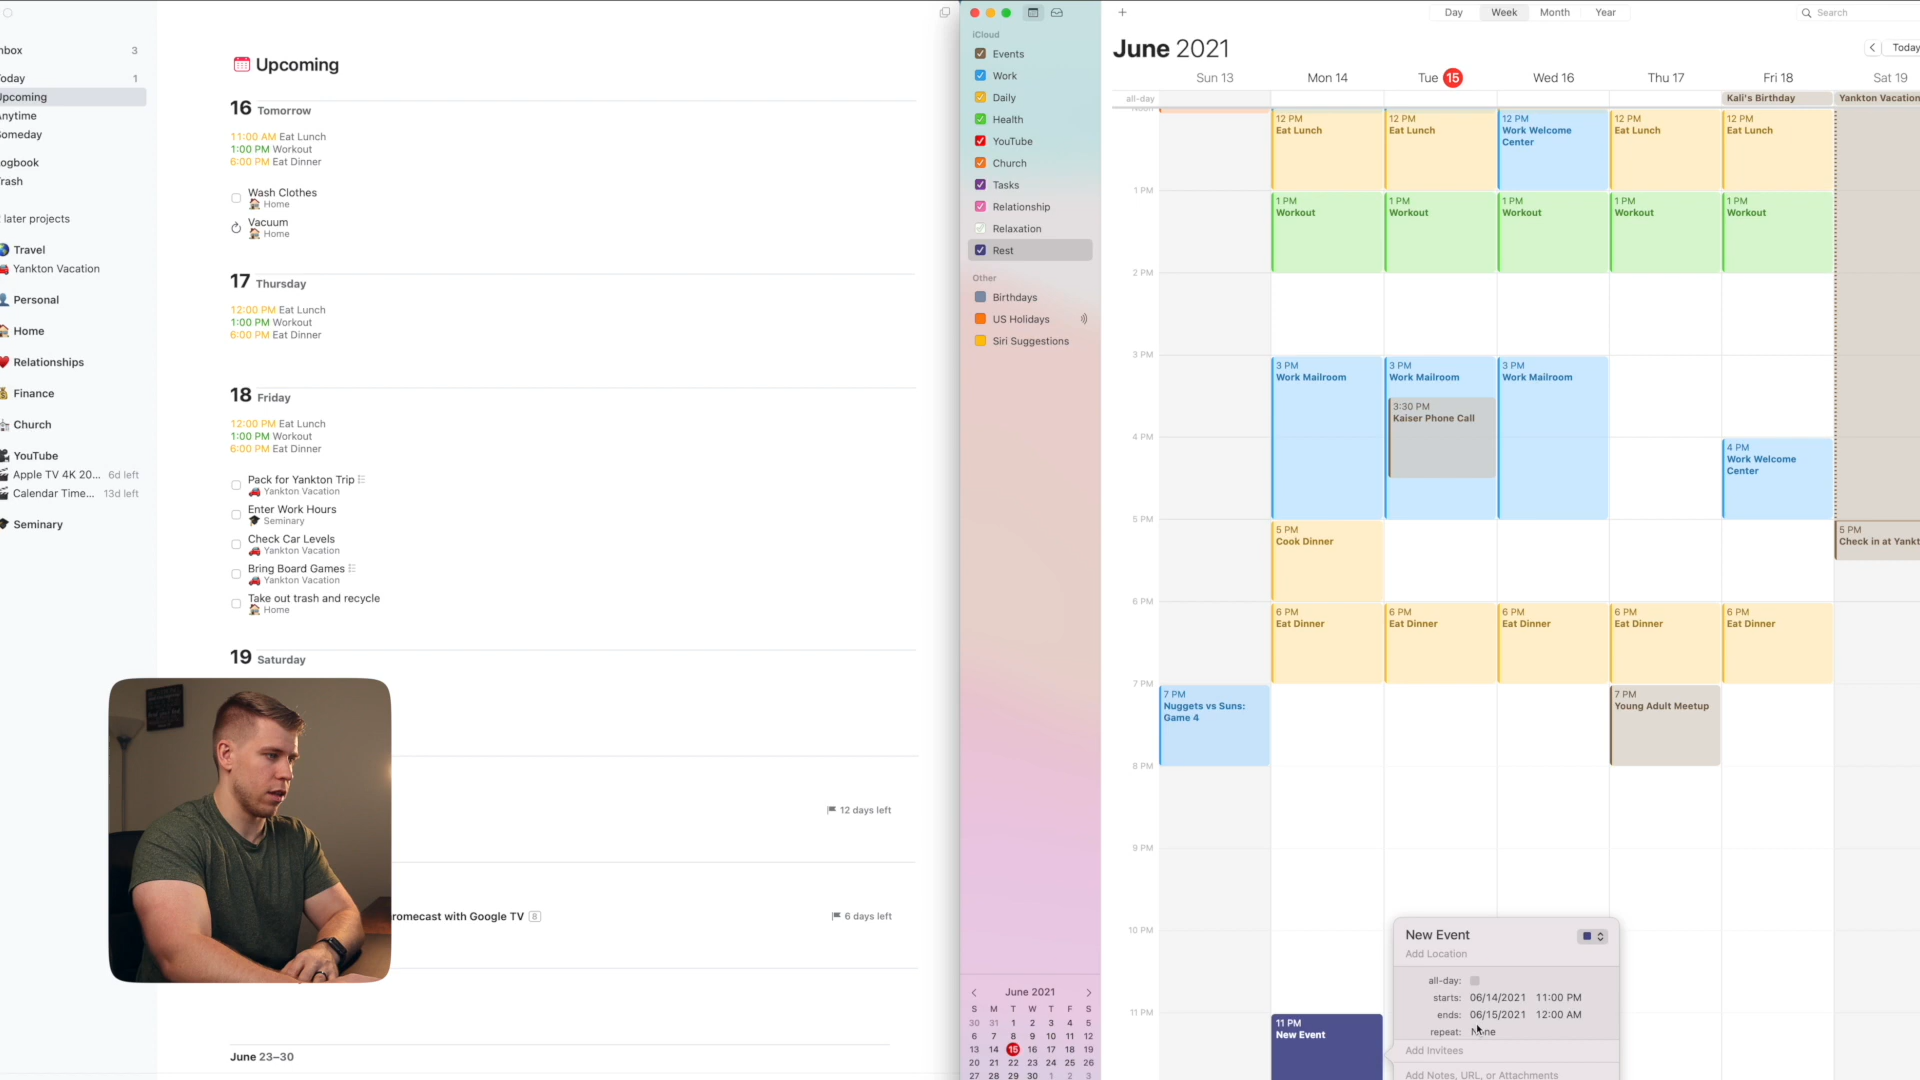 nbox 3
oday 1
Upcoming
nytime
Someday
ogbook
rash
later projects
Travel
Yankton Vacation
Personal
Home
Relationships
Finance
Church
YouTube
Apple TV 4K 20... 6d left
Calendar Time... 13d left
Seminary
Upcoming
16 Tomorrow
11:00 AM Eat Lunch
1:00 PM Workout
6:00 PM Eat Dinner
Wash Clothes
Home
Vacuum
Home
17 Thursday
12:00 PM Eat Lunch
1:00 PM Workout
6:00 PM Eat Dinner
18 Friday
12:00 PM Eat Lunch
1:00 PM Workout
6:00 PM Eat Dinner
Pack for Yankton Trip
Yankton Vacation
Enter Work Hours
Seminary
Check Car Levels
Yankton Vacation
Bring Board Games
Yankton Vacation
Take out trash and recycle
Home
19 Saturday
12 days left
romecast with Google TV 8
6 days left
June 23–30
iCloud
Events
Work
Daily
Health
YouTube
Church
Tasks
Relationship
Relaxation
Rest
Other
Birthdays
US Holidays
Siri Suggestions
June 2021
S M T W T F S
30 31 1 2 3 4 5
6 7 8 9 10 11 12
13 14 15 16 17 18 19
20 21 22 23 24 25 26
27 28 29 30 1 2 3
+ Day Week Month Year Search
June 2021
Today
Sun 13 Mon 14 Tue 15 Wed 16 Thu 17 Fri 18 Sat 19
all-day Kali's Birthday Yankton Vacation
Noon
12 PM
Eat Lunch
12 PM
Eat Lunch
12 PM
Work Welcome
Center
12 PM
Eat Lunch
12 PM
Eat Lunch
1 PM
1 PM
Workout
1 PM
Workout
1 PM
Workout
1 PM
Workout
1 PM
Workout
2 PM
3 PM
3 PM
Work Mailroom
3 PM
Work Mailroom
3:30 PM
Kaiser Phone Call
3 PM
Work Mailroom
4 PM
4 PM
Work Welcome
Center
5 PM
5 PM
Cook Dinner
5 PM
Check in at Yankt
6 PM
6 PM
Eat Dinner
6 PM
Eat Dinner
6 PM
Eat Dinner
6 PM
Eat Dinner
6 PM
Eat Dinner
7 PM
7 PM
Nuggets vs Suns:
Game 4
7 PM
Young Adult Meetup
8 PM
9 PM
10 PM
11 PM
11 PM
New Event
New Event
Add Location
all-day:
starts: 06/14/2021 11:00 PM
ends: 06/15/2021 12:00 AM
repeat: None
Add Invitees
Add Notes, URL, or Attachments